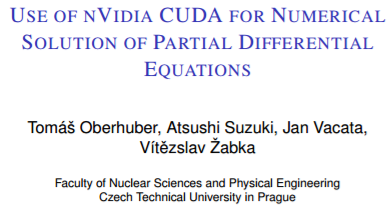 USE OF NVIDIA CUDA FOR NUMERICAL
SOLUTION OF PARTIAL DIFFERENTIAL
EQUATIONS
Tomáš Oberhuber, Atsushi Suzuki, Jan Vacata,
Vítězslav Žabka
Faculty of Nuclear Sciences and Physical Engineering
Czech Technical University in Prague